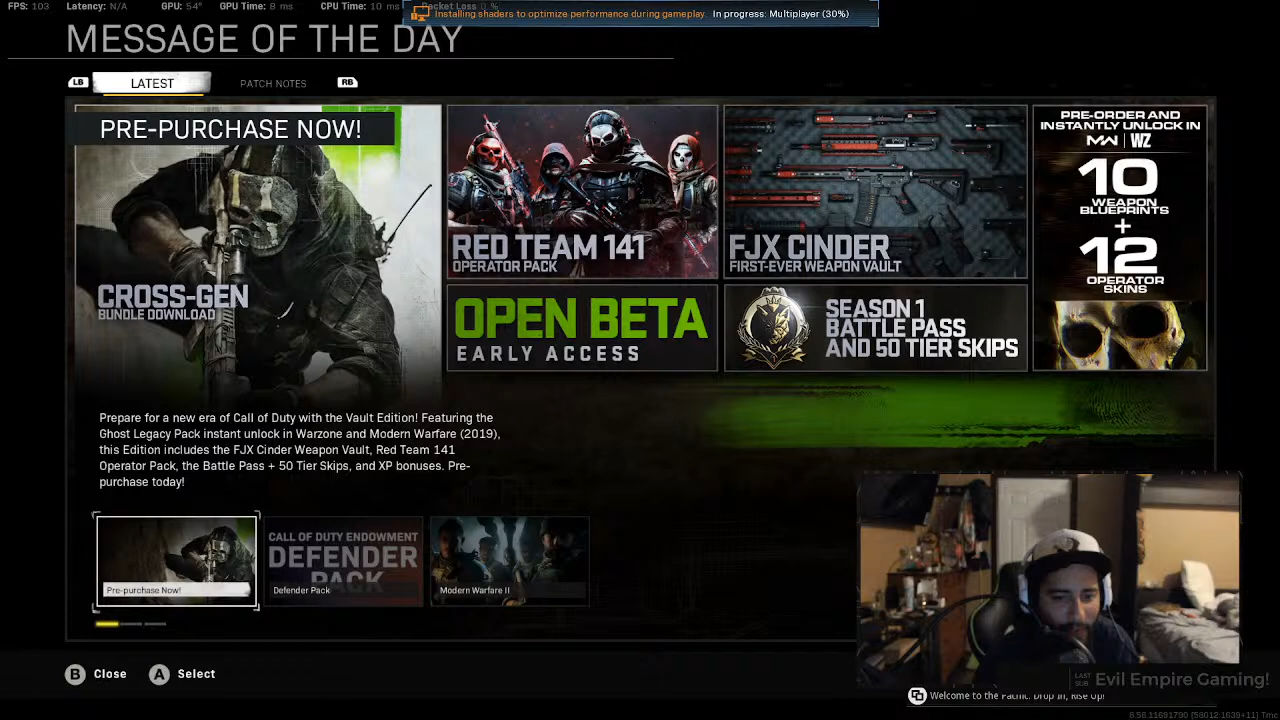 FPS: 103 Latency: N/A GPU: 54° GPU Time: 8 ms CPU Time: 10 ms Packet Loss 0 %
Installing shaders to optimize performance during gameplay. In progress: Multiplayer (30%)
MESSAGE OF THE DAY
LB LATEST PATCH NOTES RB
PRE-PURCHASE NOW!
CROSS-GEN
BUNDLE DOWNLOAD
RED TEAM 141
OPERATOR PACK
FJX CINDER
FIRST-EVER WEAPON VAULT
OPEN BETA
EARLY ACCESS
SEASON 1
BATTLE PASS
AND 50 TIER SKIPS
PRE-ORDER AND
INSTANTLY UNLOCK IN
MW | WZ
10
WEAPON
BLUEPRINTS
+
12
OPERATOR
SKINS
Prepare for a new era of Call of Duty with the Vault Edition! Featuring the
Ghost Legacy Pack instant unlock in Warzone and Modern Warfare (2019),
this Edition includes the FJX Cinder Weapon Vault, Red Team 141
Operator Pack, the Battle Pass + 50 Tier Skips, and XP bonuses. Pre-
purchase today!
Pre-purchase Now!
CALL OF DUTY ENDOWMENT
DEFENDER
PACK
Defender Pack
Modern Warfare II
B Close A Select
LAST
SUB
Evil Empire Gaming!
Welcome to the Pacific. Drop In, Rise Up!